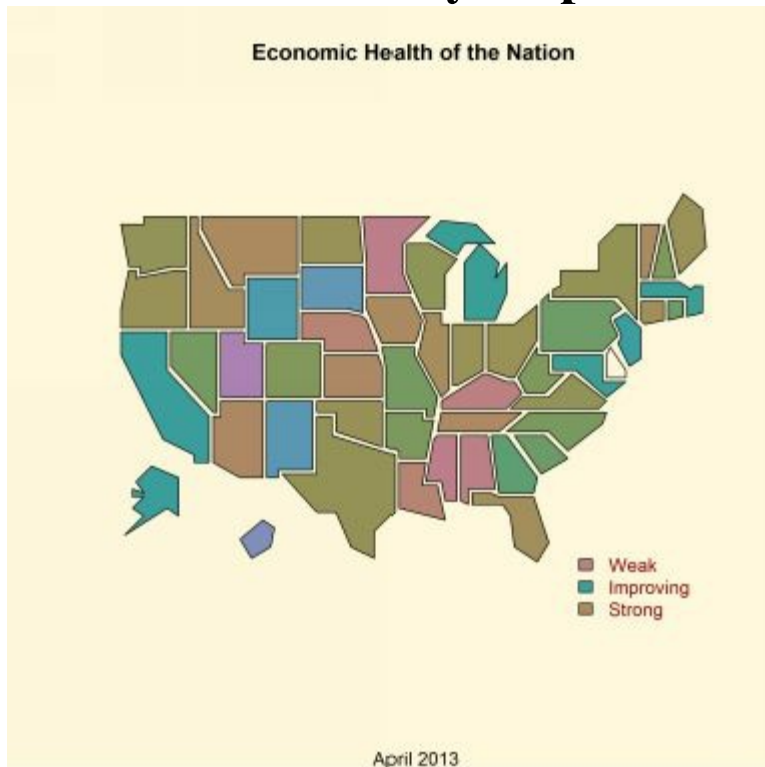 Economic Health of the Nation
Weak
Improving
Strong
April 2013